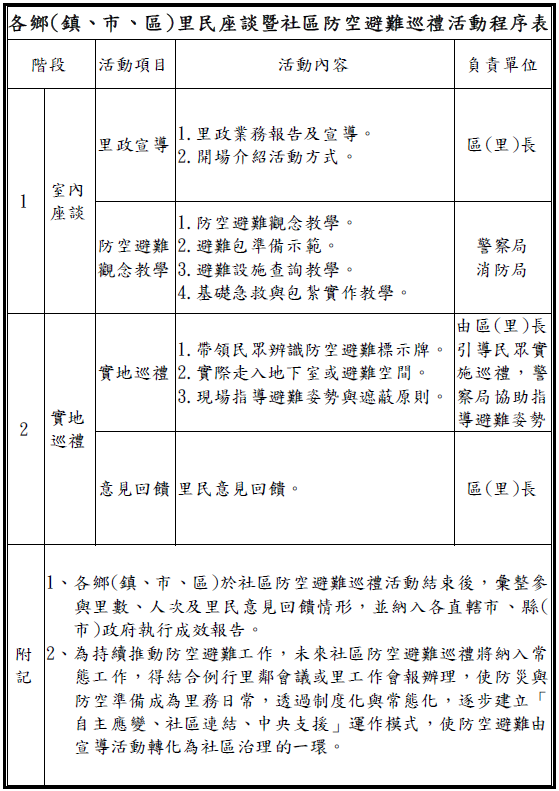 各鄉(鎮、市、區)里民座談暨社區防空避難巡禮活動程序表
階段 活動項目 活動內容 負責單位
1 室內座談 里政宣導 1.里政業務報告及宣導。
2.開場介紹活動方式。 區(里)長
防空避難觀念教學 1.防空避難觀念教學。
2.避難包準備示範。
3.避難設施查詢教學。
4.基礎急救與包紮實作教學。 警察局
消防局
2 實地巡禮 實地巡禮 1.帶領民眾辨識防空避難標示牌。
2.實際走入地下室或避難空間。
3.現場指導避難姿勢與遮蔽原則。 由區(里)長
引導民眾實
施巡禮,警
察局協助指
導避難姿勢
意見回饋 里民意見回饋。 區(里)長
附記
1、各鄉(鎮、市、區)於社區防空避難巡禮活動結束後,彙整參
與里數、人次及里民意見回饋情形,並納入各直轄市、縣
(市)政府執行成效報告。
2、為持續推動防空避難工作,未來社區防空避難巡禮將納入常
態工作,得結合例行里鄰會議或里工作會報辦理,使防災與
防空準備成為里務日常,透過制度化與常態化,逐步建立「
自主應變、社區連結、中央支援」運作模式,使防空避難由
宣導活動轉化為社區治理的一環。